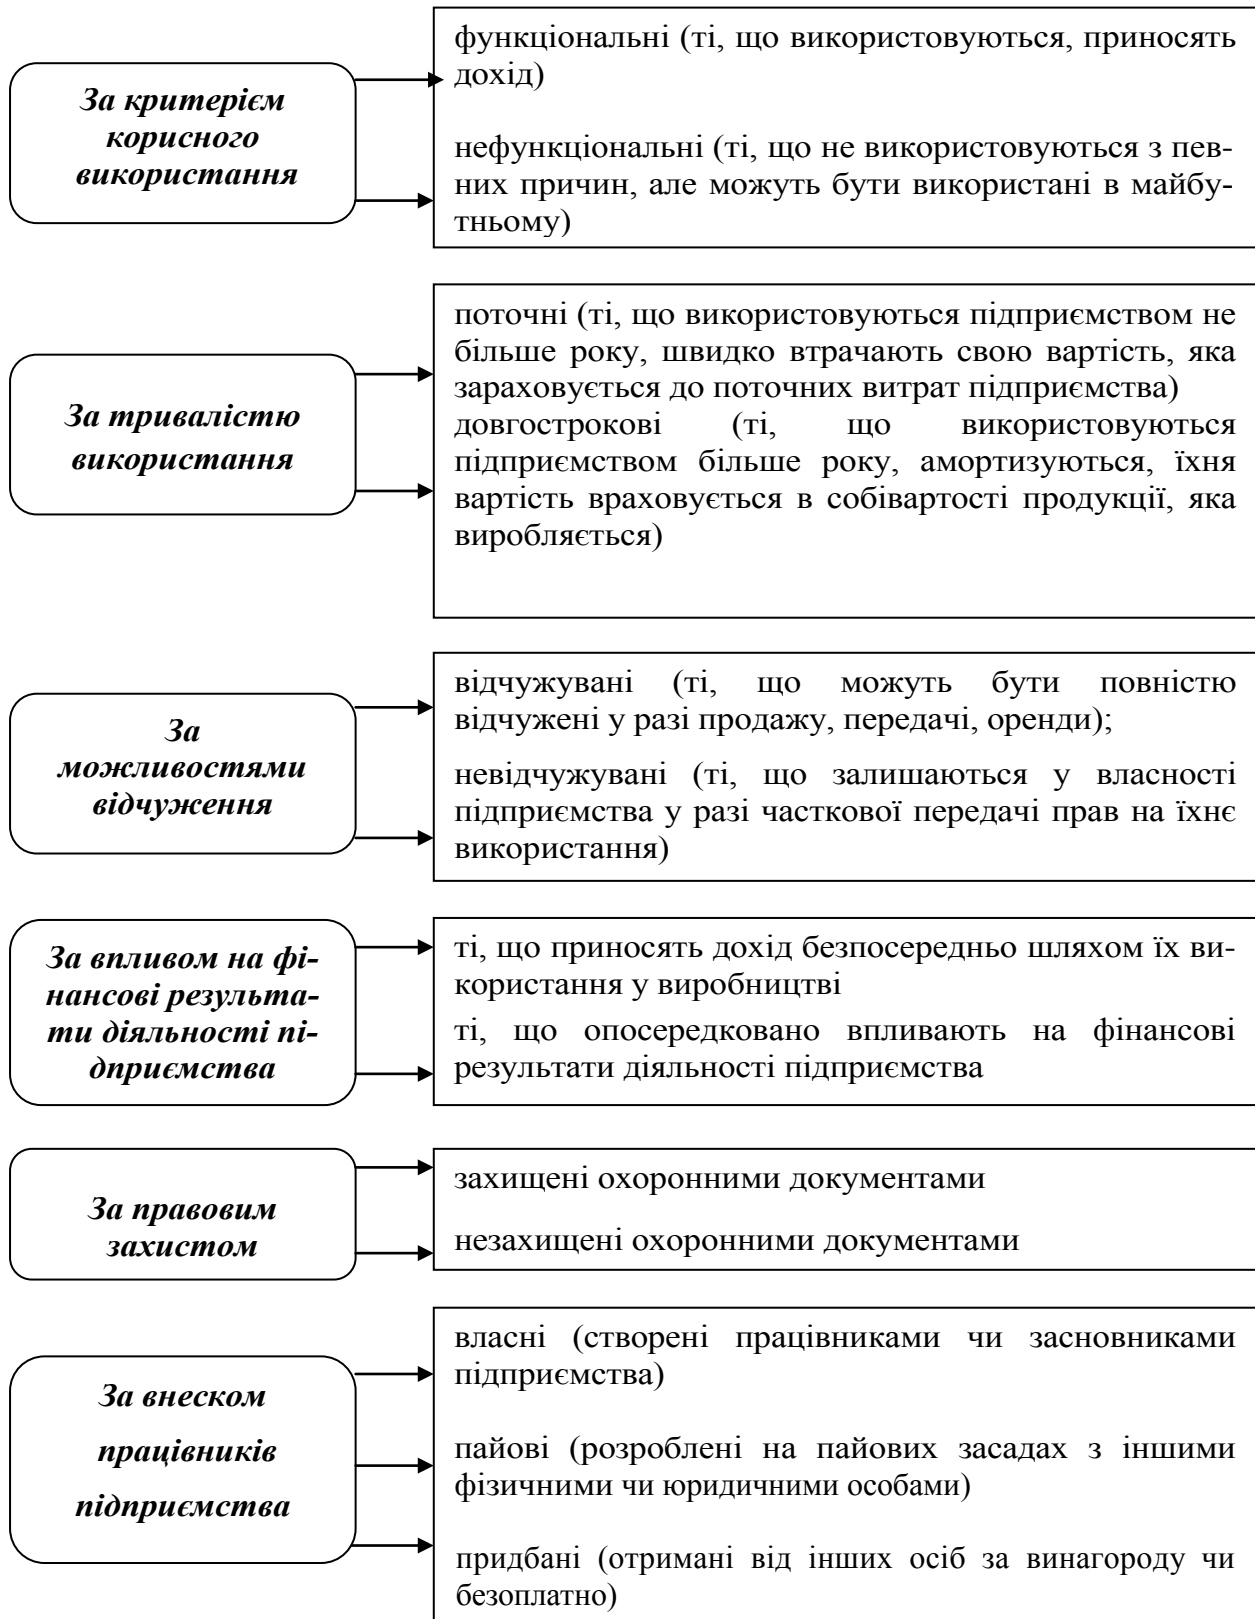 За критерієм
корисного
використання
функціональні (ті, що використовуються, приносять
дохід)
нефункціональні (ті, що не використовуються з пев-
них причин, але можуть бути використані в майбу-
тньому)
За тривалістю
використання
поточні (ті, що використовуються підприємством не
більше року, швидко втрачають свою вартість, яка
зараховується до поточних витрат підприємства)
довгострокові (ті, що використовуються
підприємством більше року, амортизуються, їхня
вартість враховується в собівартості продукції, яка
виробляється)
За
можливостями
відчуження
відчужувані (ті, що можуть бути повністю
відчужені у разі продажу, передачі, оренди);
невідчужувані (ті, що залишаються у власності
підприємства у разі часткової передачі прав на їхнє
використання)
За впливом на фі-
нансові результа-
ти діяльності пі-
дприємства
ті, що приносять дохід безпосередньо шляхом їх ви-
користання у виробництві
ті, що опосередковано впливають на фінансові
результати діяльності підприємства
За правовим
захистом
захищені охоронними документами
незахищені охоронними документами
За внеском
працівників
підприємства
власні (створені працівниками чи засновниками
підприємства)
пайові (розроблені на пайових засадах з іншими
фізичними чи юридичними особами)
придбані (отримані від інших осіб за винагороду чи
безоплатно)